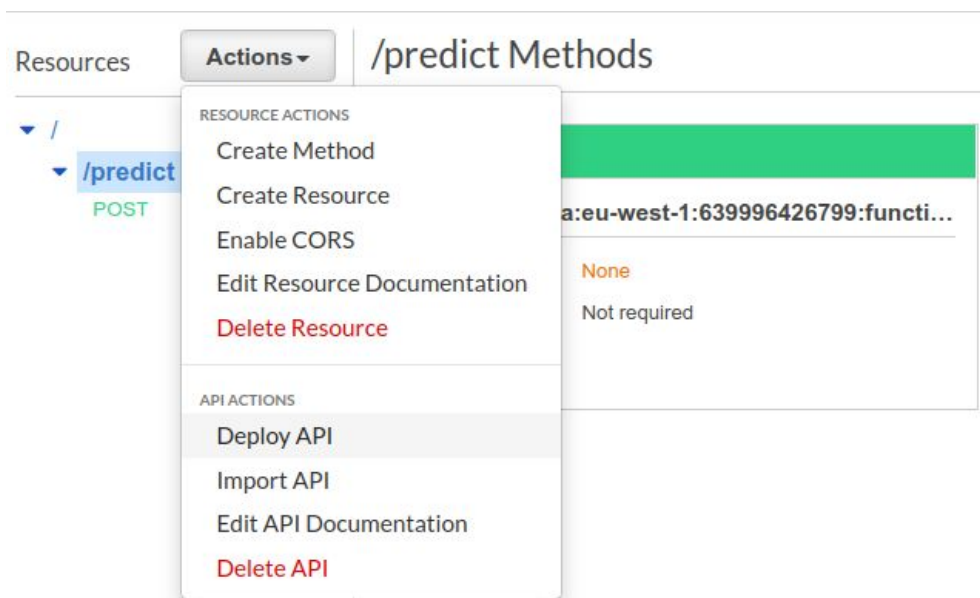 Resources
Actions
/predict Methods
RESOURCE ACTIONS
Create Method
Create Resource
Enable CORS
Edit Resource Documentation
Delete Resource
API ACTIONS
Deploy API
Import API
Edit API Documentation
Delete API
/
/predict
POST
a:eu-west-1:639996426799:functi...
None
Not required